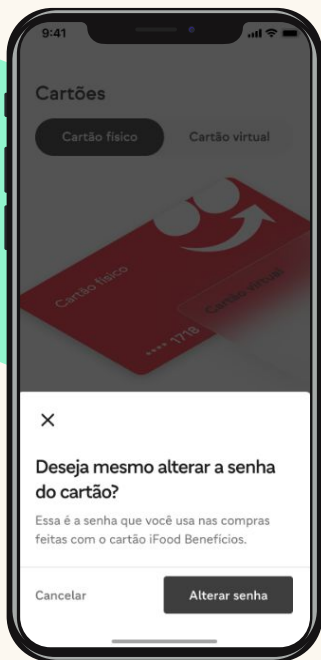 9:41
Cartões
Cartão físico
Cartão virtual
Cartão físico
Cartão virtual
•••• 1718
Deseja mesmo alterar a senha
do cartão?
Essa é a senha que você usa nas compras
feitas com o cartão iFood Benefícios.
Cancelar
Alterar senha